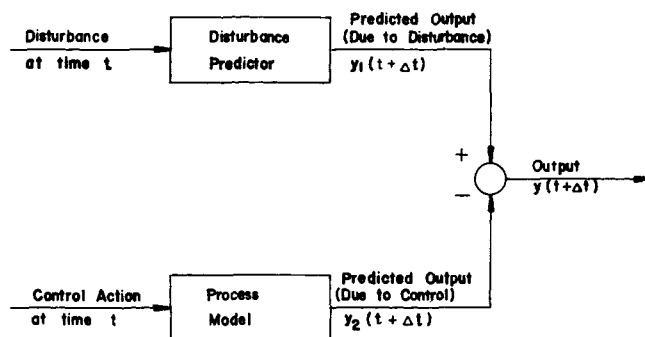 Disturbance
at time t
Disturbance
Predictor
Predicted Output
(Due to Disturbance)
y₁(t+Δt)
+
−
Output
y(t+Δt)
Control Action
at time t
Process
Model
Predicted Output
(Due to Control)
y₂(t+Δt)